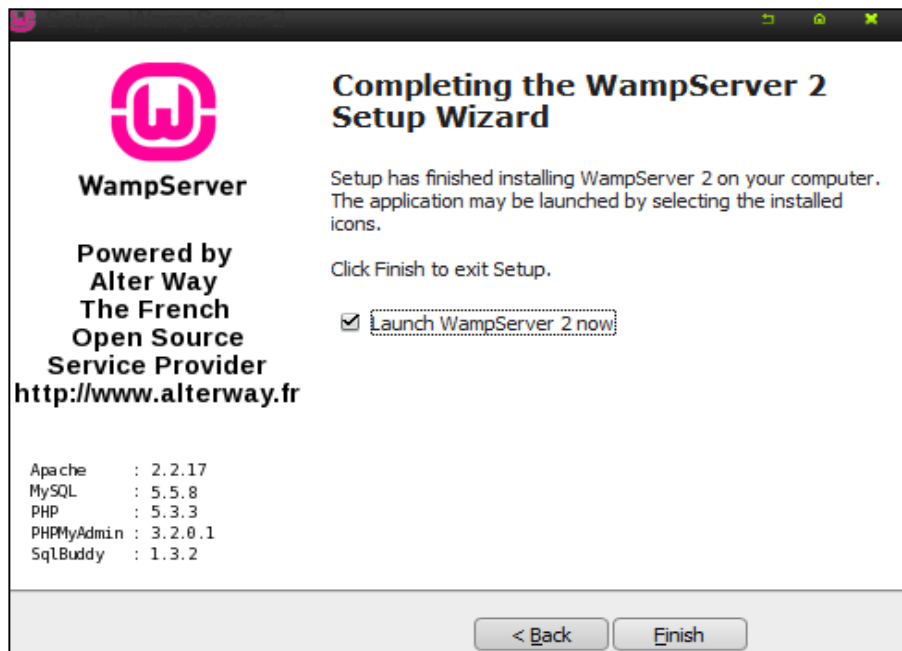 Completing the WampServer 2
Setup Wizard
WampServer
Setup has finished installing WampServer 2 on your computer.
The application may be launched by selecting the installed
icons.
Click Finish to exit Setup.
Launch WampServer 2 now
Powered by
Alter Way
The French
Open Source
Service Provider
http://www.alterway.fr
Apache : 2.2.17
MySQL : 5.5.8
PHP : 5.3.3
PHPMyAdmin : 3.2.0.1
SqlBuddy : 1.3.2
< Back
Finish